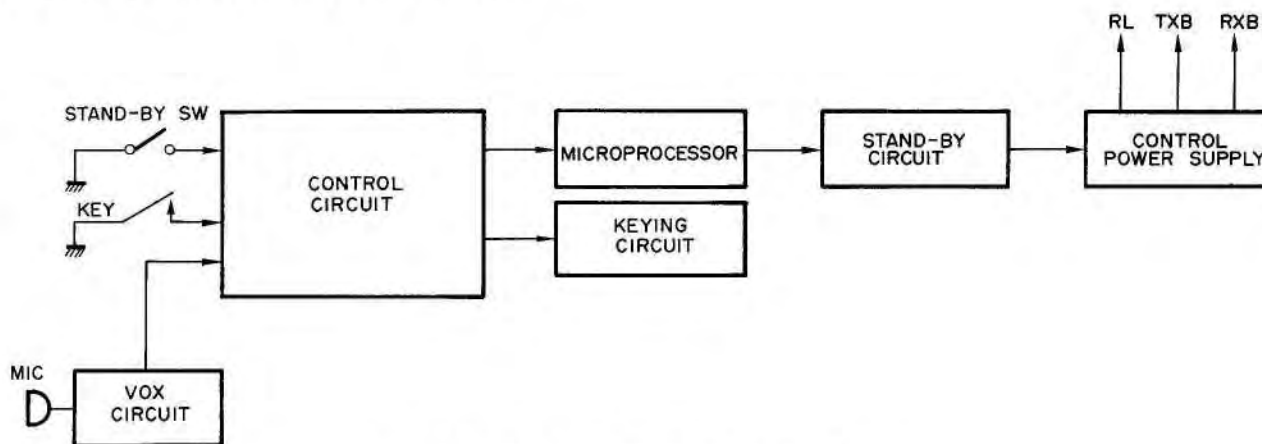 RL TXB RXB
STAND-BY SW
KEY
CONTROL
CIRCUIT
MICROPROCESSOR
KEYING
CIRCUIT
STAND-BY
CIRCUIT
CONTROL
POWER SUPPLY
MIC
VOX
CIRCUIT